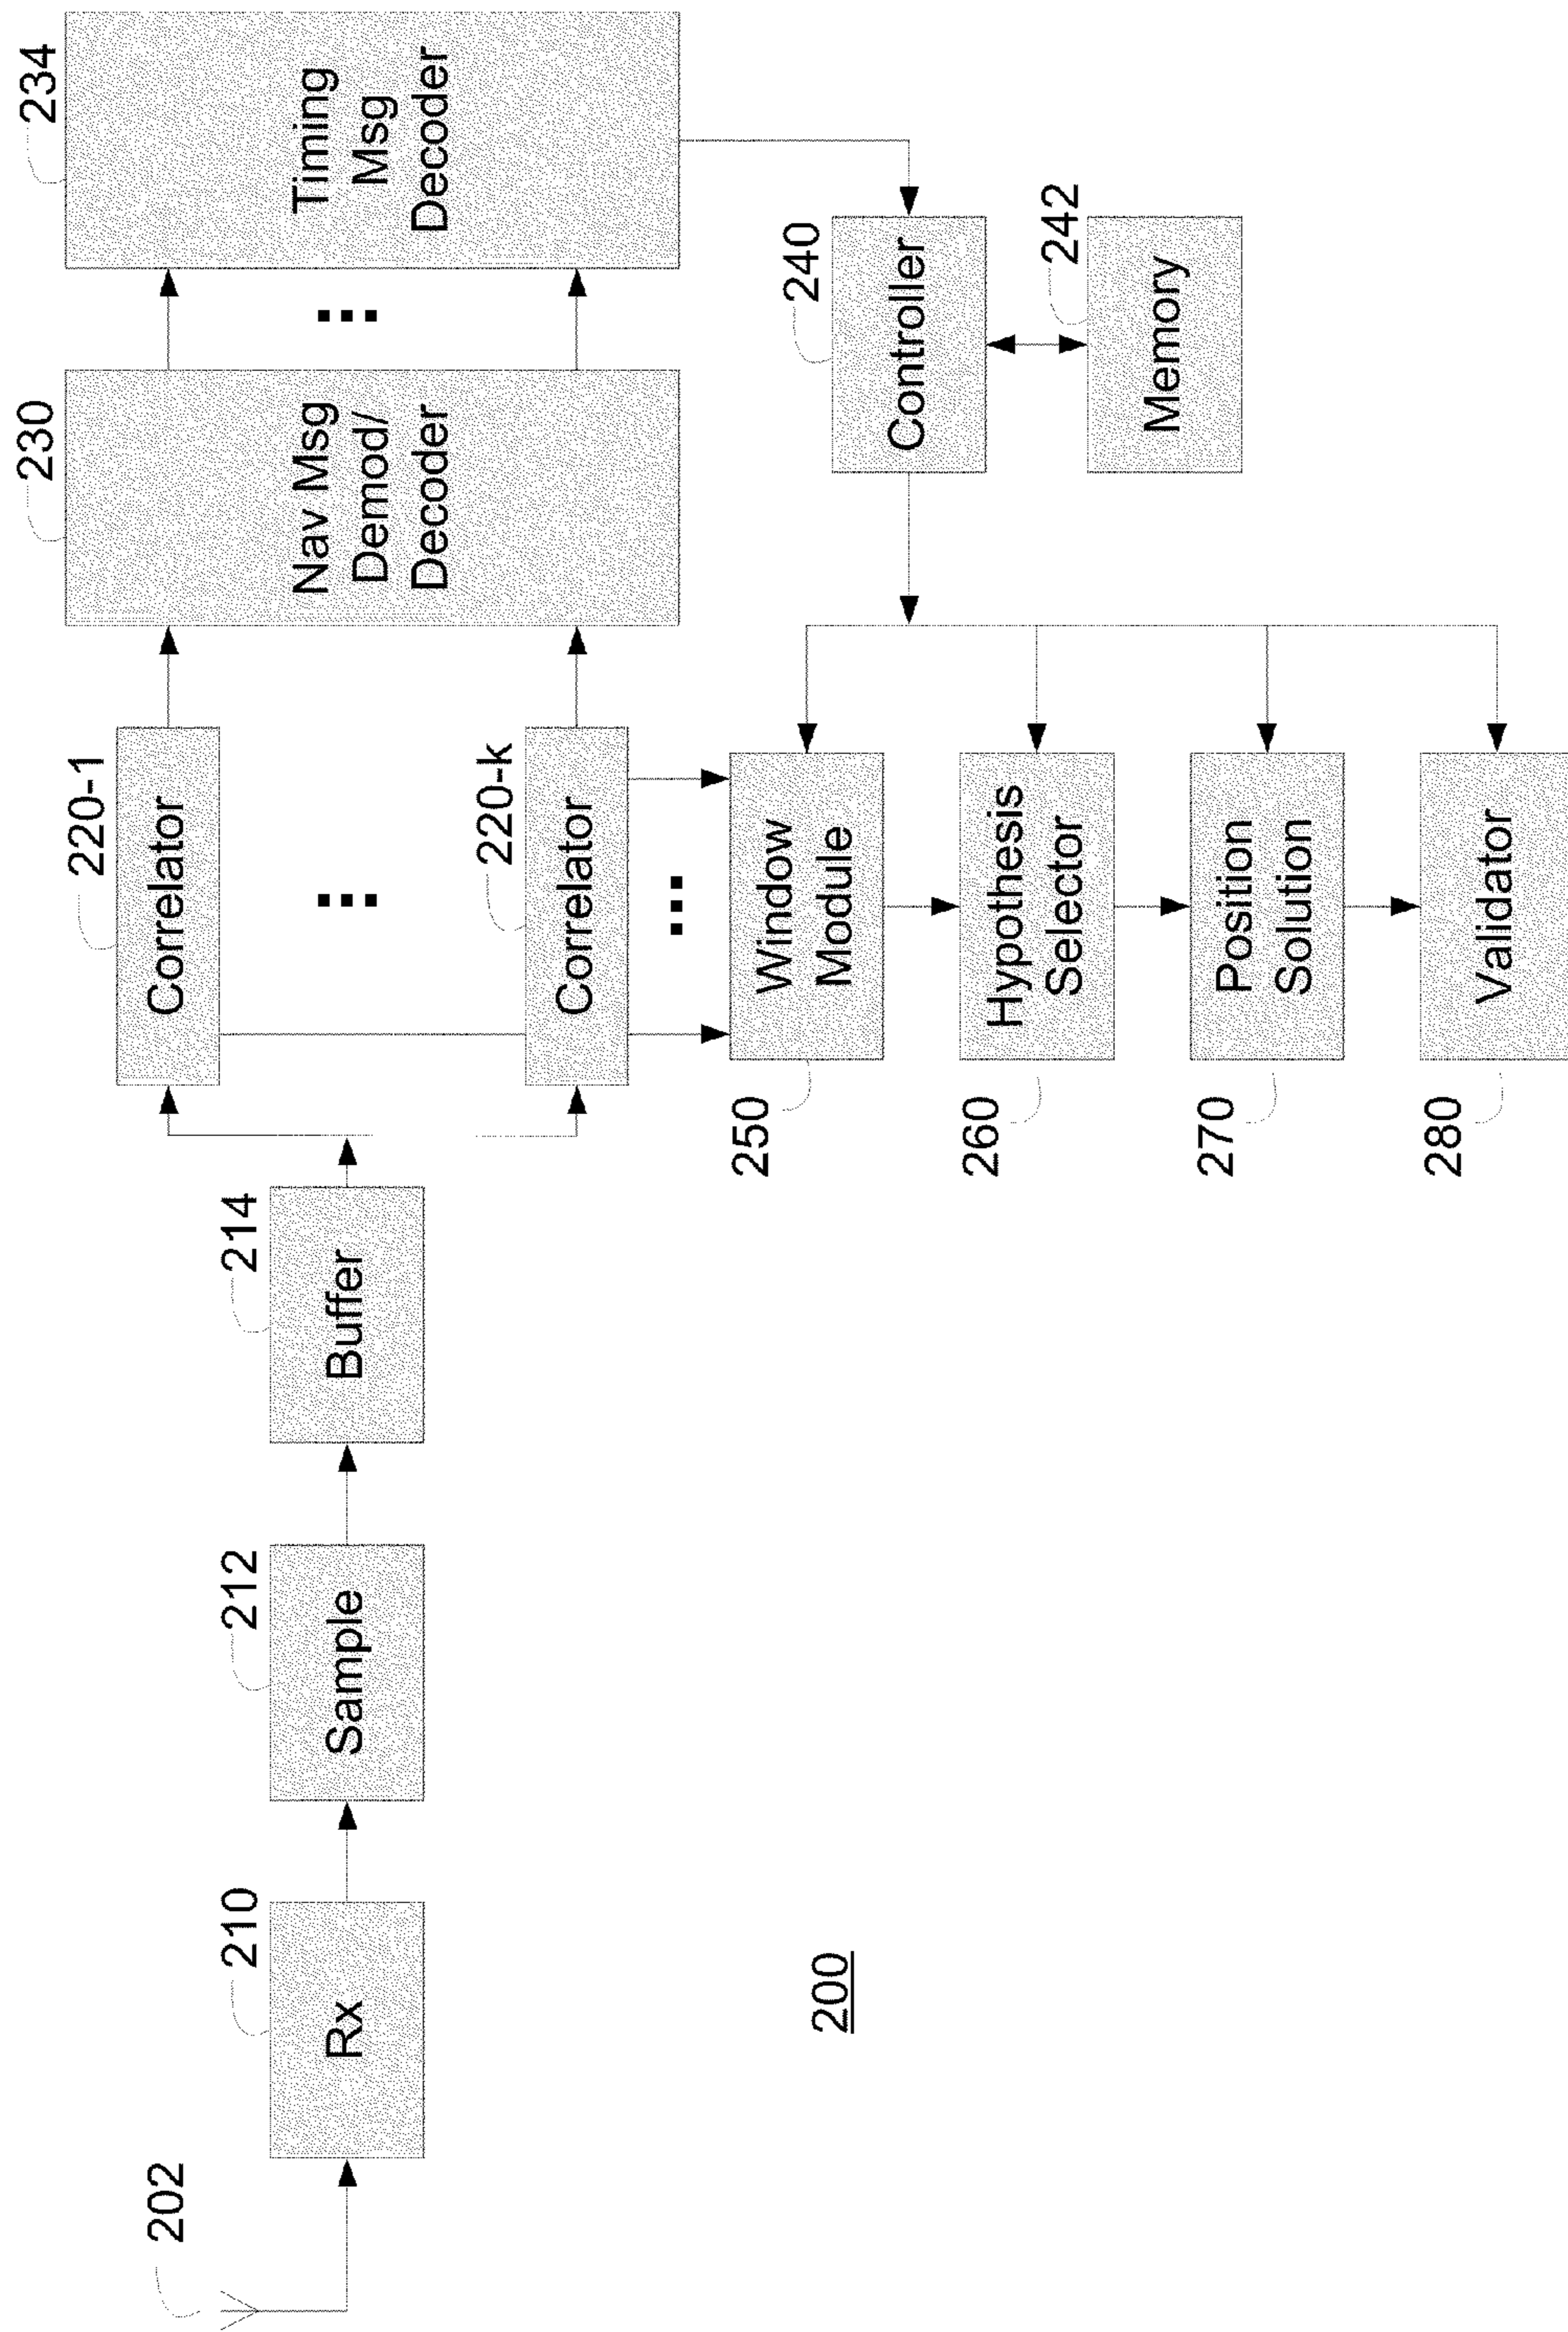 202
210
Rx
212
Sample
214
Buffer
220-1
Correlator
220-k
Correlator
230
Nav Msg
Demod/
Decoder
234
Timing
Msg
Decoder
240
Controller
242
Memory
250
Window
Module
260
Hypothesis
Selector
270
Position
Solution
280
Validator
200